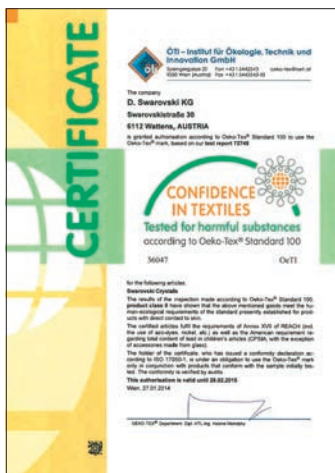 CERTIFICATE
ÖTI - Institut für Ökologie, Technik und
Innovation GmbH
The company
D. Swarovski KG
Swarovskistraße 30
6112 Wattens, AUSTRIA
is granted authorisation according to Oeko-Tex® Standard 100 to use the
Oeko-Tex® mark, based on our test report
CONFIDENCE
IN TEXTILES
Tested for harmful substances
according to Oeko-Tex® Standard 100
36047 OeTI
for the following articles:
Swarovski Crystals
The results of the inspection made according to Oeko-Tex® Standard 100,
product class II have shown that the above mentioned goods meet the hu-
man-ecological requirements of the standard presently established for pro-
ducts with direct contact to skin.
The certified articles fulfil the requirements of Annex XVII of REACH (incl.
the use of azo-dyes, nickel, etc.) as well as the American requirement re-
garding total content of lead in children's articles (CPSIA; with the exception
of accessories made from glass).
The holder of the certificate, who has issued a conformity declaration ac-
cording to ISO 17050-1, is under an obligation to use the Oeko-Tex® mark
only in conjunction with products that conform with the sample initially tes-
ted. The conformity is verified by audits.
This authorisation is valid until 28.02.2015
Wien, 27.01.2014